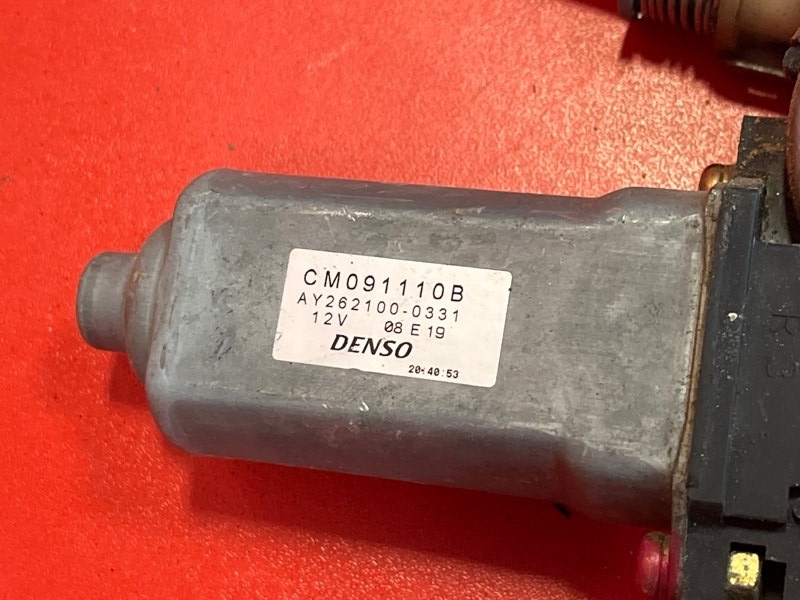 CM091110B
AY262100-0331
12V 08 E 19
DENSO
20:40:53
R